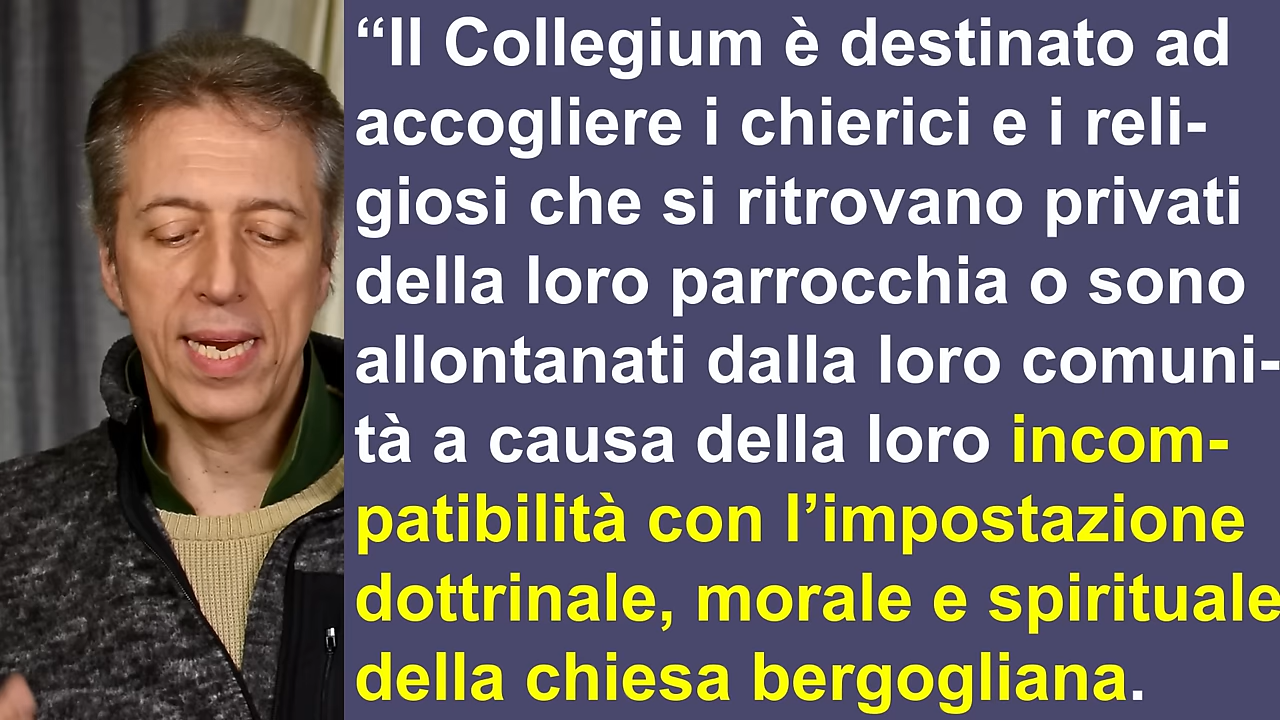 “Il Collegium è destinato ad
accogliere i chierici e i reli-
giosi che si ritrovano privati
della loro parrocchia o sono
allontanati dalla loro comuni-
tà a causa della loro incom-
patibilità con l’impostazione
dottrinale, morale e spirituale
della chiesa bergogliana.